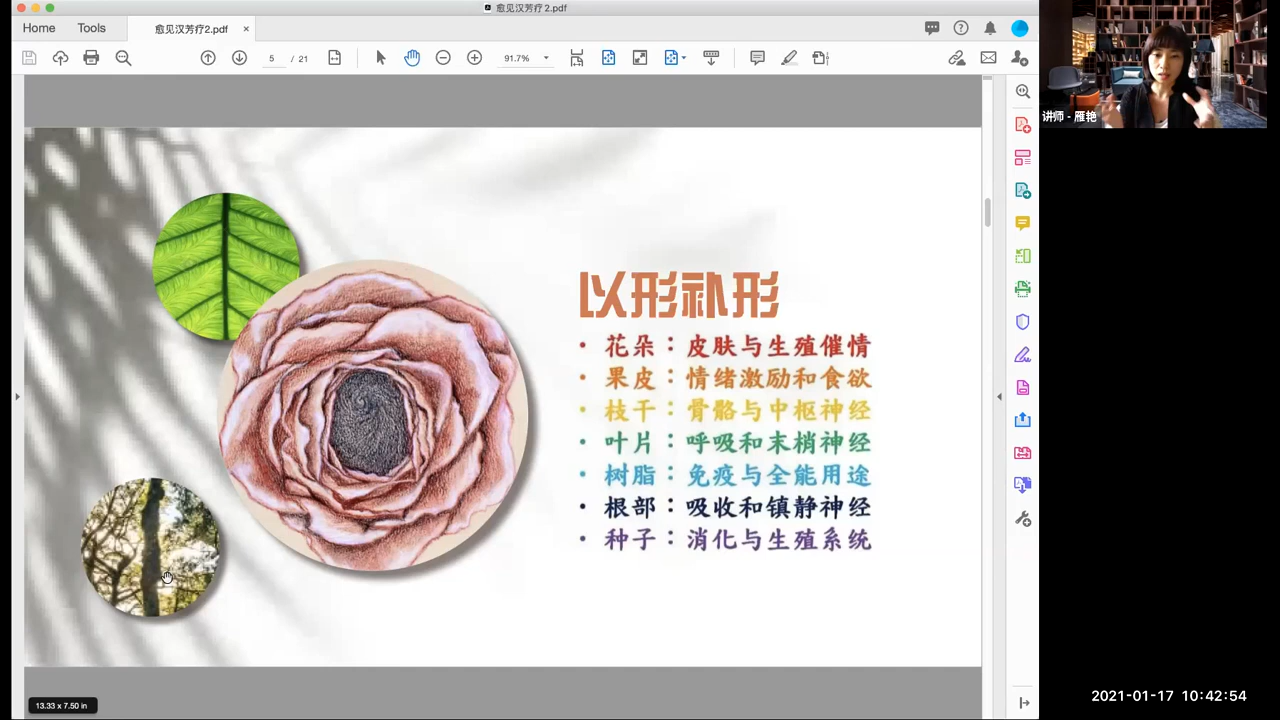 愈见汉芳疗2.pdf
Home
Tools
愈见汉芳疗2.pdf
5 / 21
91.7%
讲师 - 雁艳
以形补形
• 花朵：皮肤与生殖催情
• 果皮：情绪激励和食欲
• 枝干：骨骼与中枢神经
• 叶片：呼吸和末梢神经
• 树脂：免疫与全能用途
• 根部：吸收和镇静神经
• 种子：消化与生殖系统
13.33 x 7.50 in
2021-01-17 10:42:54